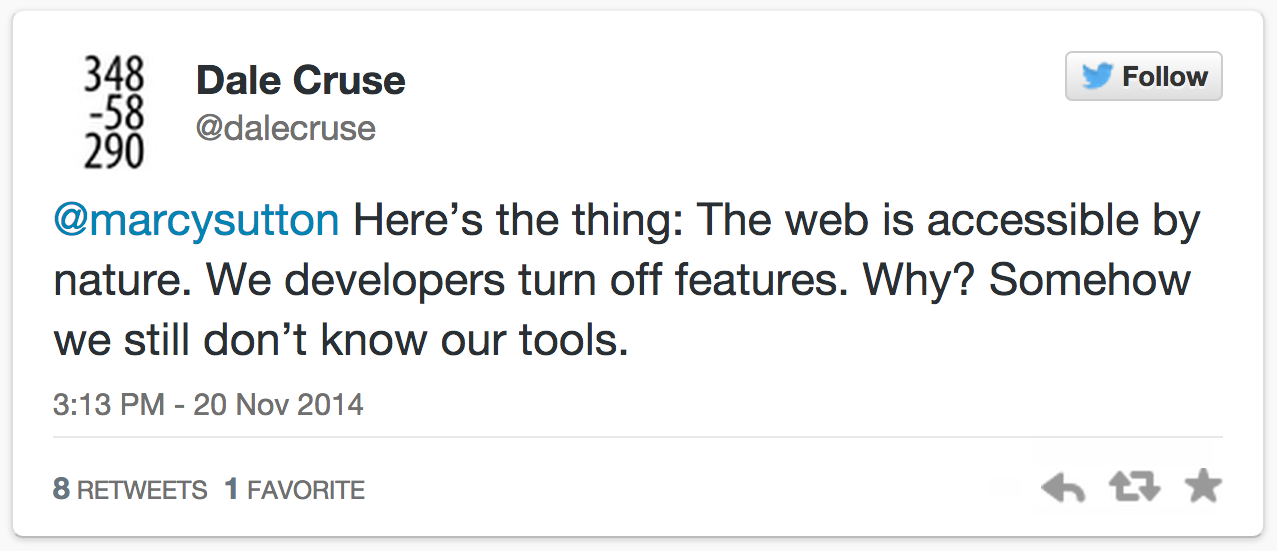 348
-58
290
Dale Cruse
@dalecruse
Follow
@marcysutton Here’s the thing: The web is accessible by
nature. We developers turn off features. Why? Somehow
we still don’t know our tools.
3:13 PM - 20 Nov 2014
8 RETWEETS 1 FAVORITE